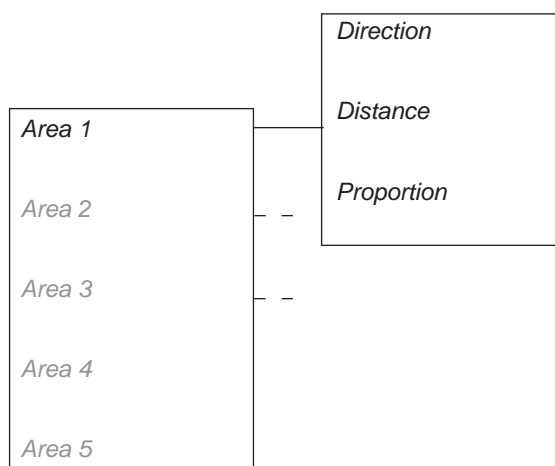 Direction
Distance
Proportion
Area 1
Area 2
Area 3
Area 4
Area 5